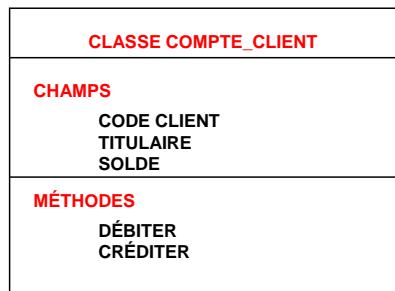 CLASSE COMPTE_CLIENT
CHAMPS
CODE CLIENT
TITULAIRE
SOLDE
MÉTHODES
DÉBITER
CRÉDITER